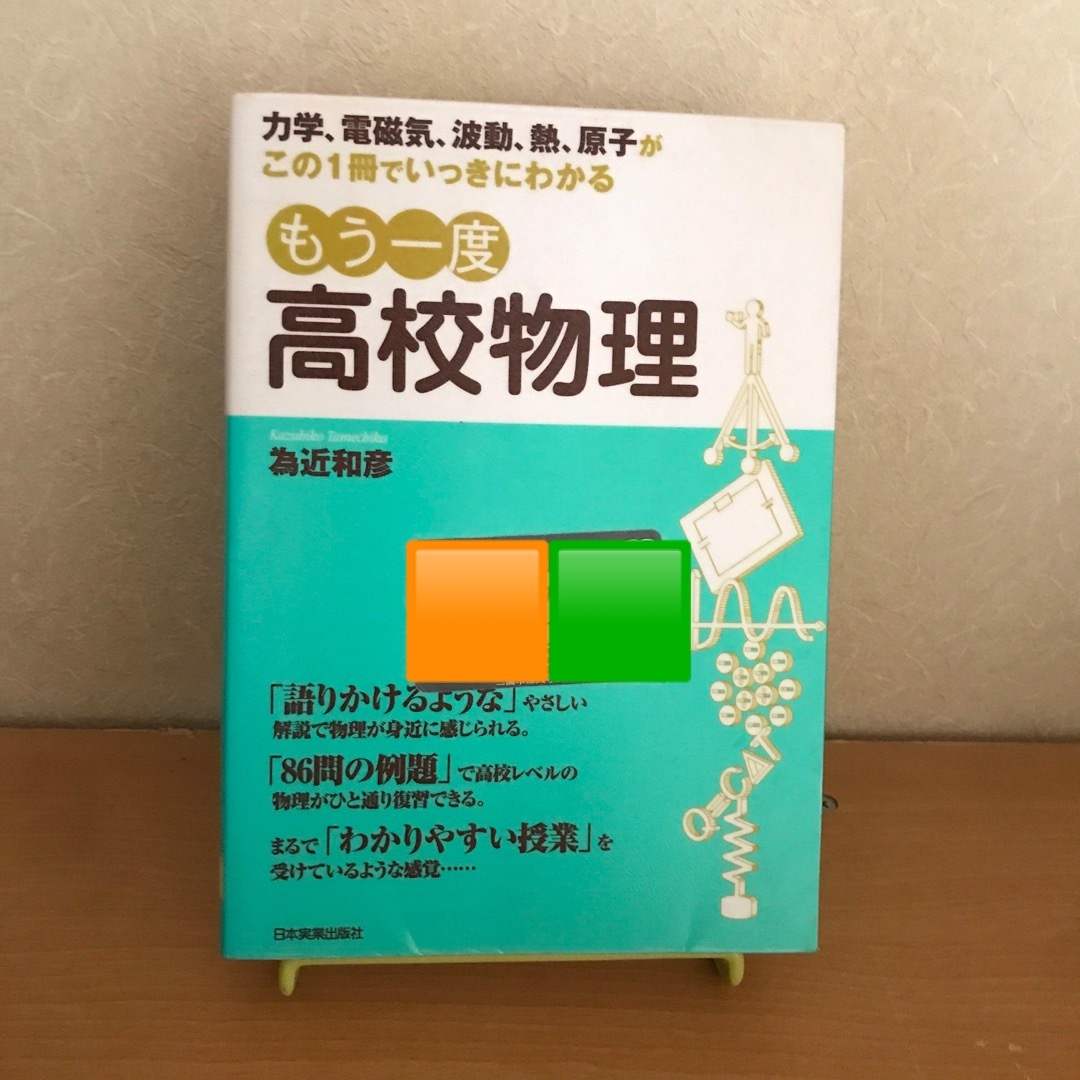 力学、電磁気、波動、熱、原子が
この1冊でいっきにわかる
もう一度
高校物理
Kazuhiko Tamechika
為近和彦
「語りかけるような」やさしい
解説で物理が身近に感じられる。
「86問の例題」で高校レベルの
物理がひと通り復習できる。
まるで「わかりやすい授業」を
受けているような感覚……
日本実業出版社